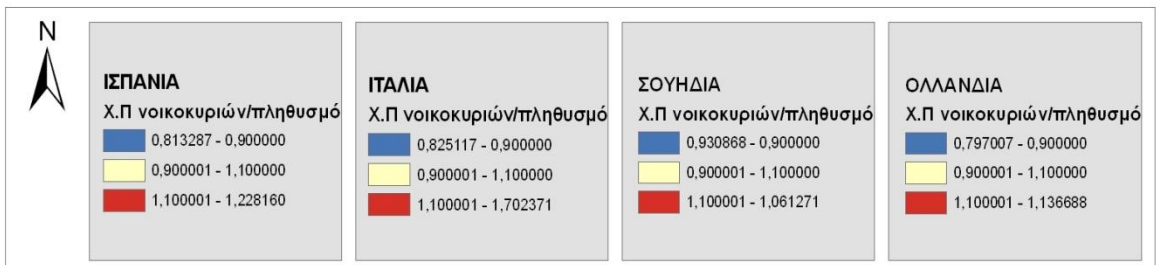 N
ΙΣΠΑΝΙΑ
Χ.Π νοικοκυριών/πληθυσμό
0,813287 - 0,900000
0,900001 - 1,100000
1,100001 - 1,228160
ΙΤΑΛΙΑ
Χ.Π νοικοκυριών/πληθυσμό
0,825117 - 0,900000
0,900001 - 1,100000
1,100001 - 1,702371
ΣΟΥΗΔΙΑ
Χ.Π νοικοκυριών/πληθυσμό
0,930868 - 0,900000
0,900001 - 1,100000
1,100001 - 1,061271
ΟΛΛΑΝΔΙΑ
Χ.Π νοικοκυριών/πληθυσμό
0,797007 - 0,900000
0,900001 - 1,100000
1,100001 - 1,136688